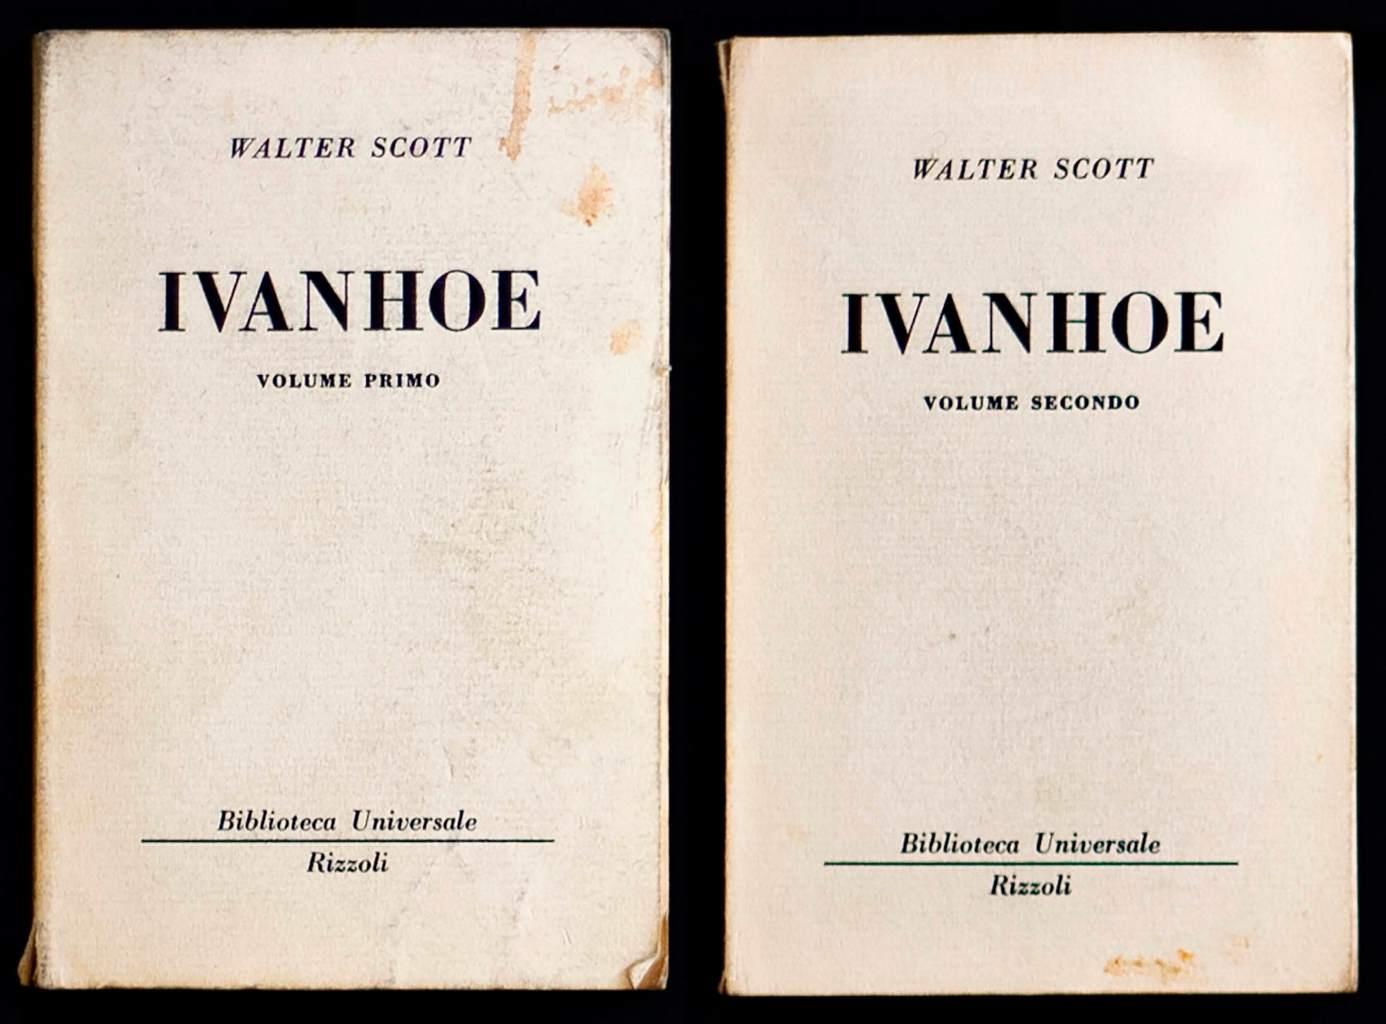 WALTER SCOTT
IVANHOE
VOLUME PRIMO
Biblioteca Universale
Rizzoli
WALTER SCOTT
IVANHOE
VOLUME SECONDO
Biblioteca Universale
Rizzoli